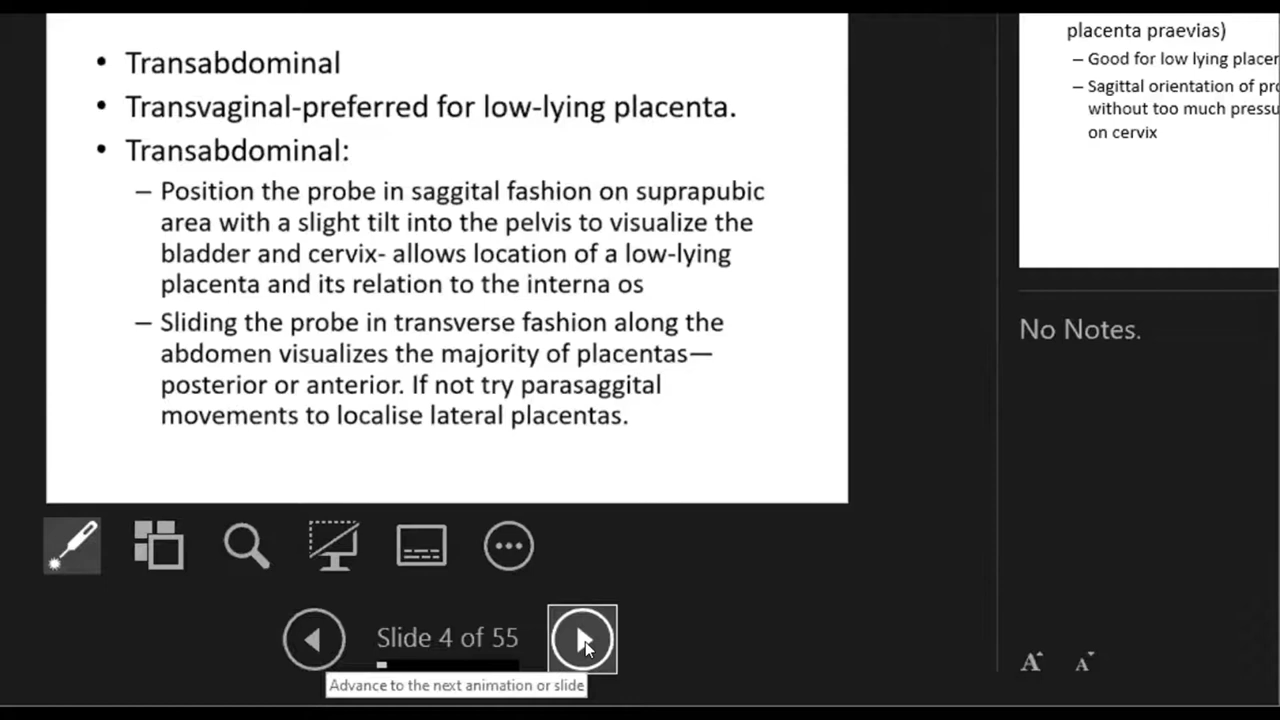 • Transabdominal
• Transvaginal-preferred for low-lying placenta.
• Transabdominal:
– Position the probe in saggital fashion on suprapubic
area with a slight tilt into the pelvis to visualize the
bladder and cervix- allows location of a low-lying
placenta and its relation to the interna os
– Sliding the probe in transverse fashion along the
abdomen visualizes the majority of placentas—
posterior or anterior. If not try parasaggital
movements to localise lateral placentas.
placenta praevias)
– Good for low lying
– Sagittal orientation of
without too much
on cervix
No Notes.
Slide 4 of 55
Advance to the next animation or slide
A A